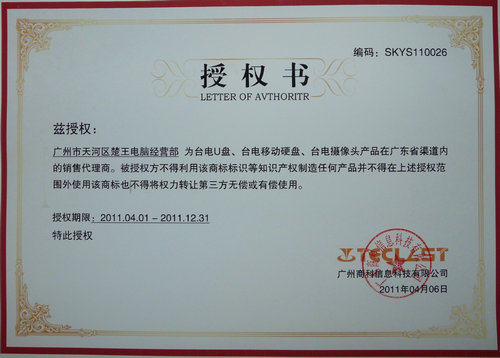 编码：SKYS110026
授权书
LETTER OF AVTHORITR
兹授权：
广州市天河区楚王电脑经营部 为台电U盘、台电移动硬盘、台电摄像头产品在广东省渠道内
的销售代理商。被授权方不得利用该商标标识等知识产权制造任何产品并不得在上述授权范
围外使用该商标也不得将权力转让第三方无偿或有偿使用。
授权期限：2011.04.01 – 2011.12.31
特此授权
TECLAST
广州商科信息科技有限公司
2011年04月06日